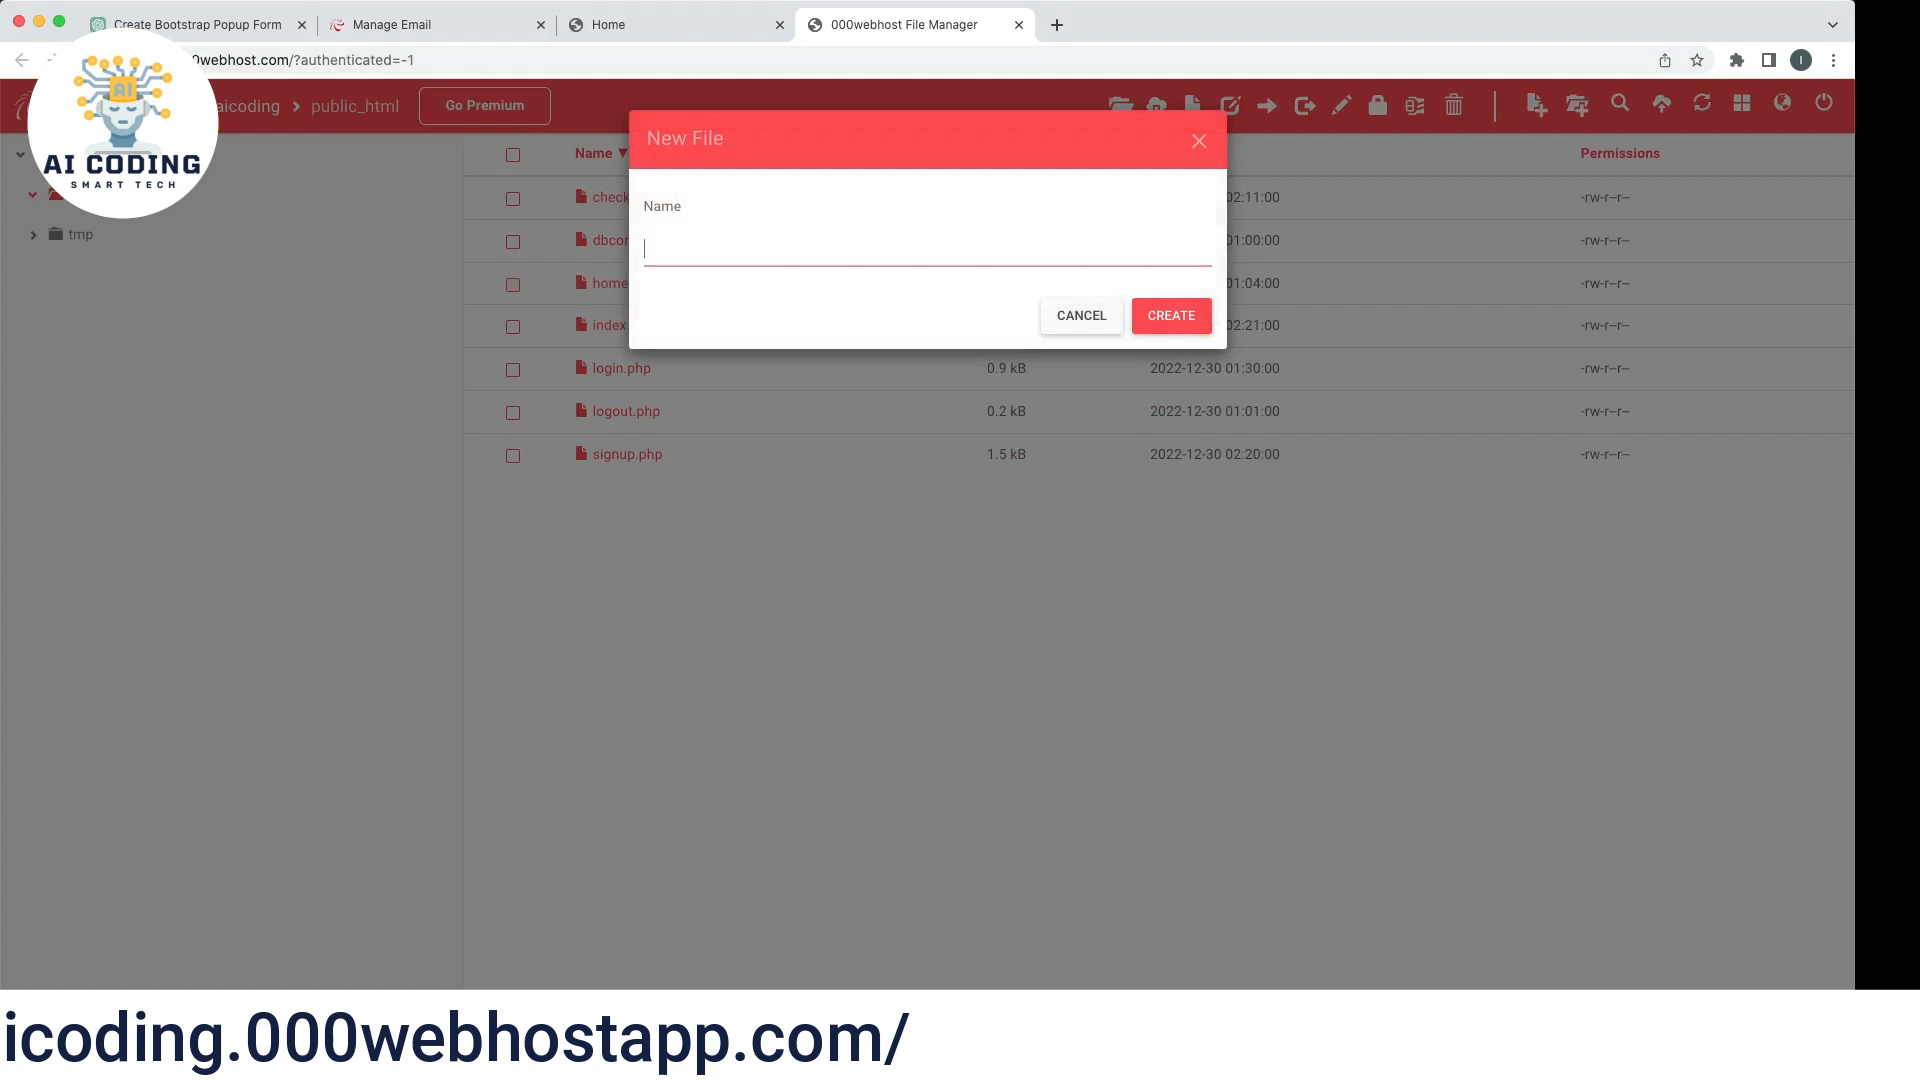 Create Bootstrap Popup Form
Manage Email
Home
000webhost File Manager
0webhost.com/?authenticated=-1
AI
AI CODING
SMART TECH
aicoding
public_html
Go Premium
New File
Name
CANCEL
CREATE
Name
Permissions
check
02:11:00
-rw-r--r--
dbcon
01:00:00
-rw-r--r--
home
01:04:00
-rw-r--r--
index
02:21:00
-rw-r--r--
login.php
0.9 kB
2022-12-30 01:30:00
-rw-r--r--
logout.php
0.2 kB
2022-12-30 01:01:00
-rw-r--r--
signup.php
1.5 kB
2022-12-30 02:20:00
-rw-r--r--
tmp
I
icoding.000webhostapp.com/